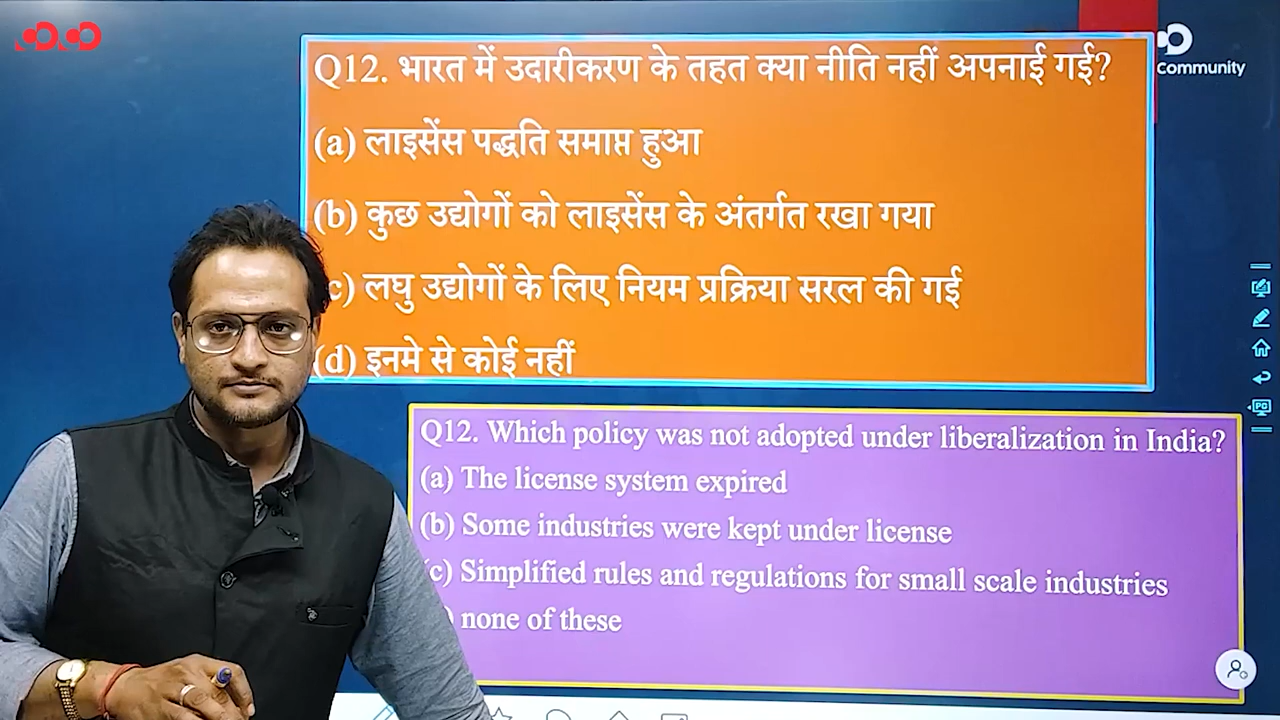 Community
Q12. भारत में उदारीकरण के तहत क्या नीति नहीं अपनाई गई?
(a) लाइसेंस पद्धति समाप्त हुआ
(b) कुछ उद्योगों को लाइसेंस के अंतर्गत रखा गया
c) लघु उद्योगों के लिए नियम प्रक्रिया सरल की गई
(d) इनमे से कोई नहीं
Q12. Which policy was not adopted under liberalization in India?
(a) The license system expired
(b) Some industries were kept under license
c) Simplified rules and regulations for small scale industries
) none of these